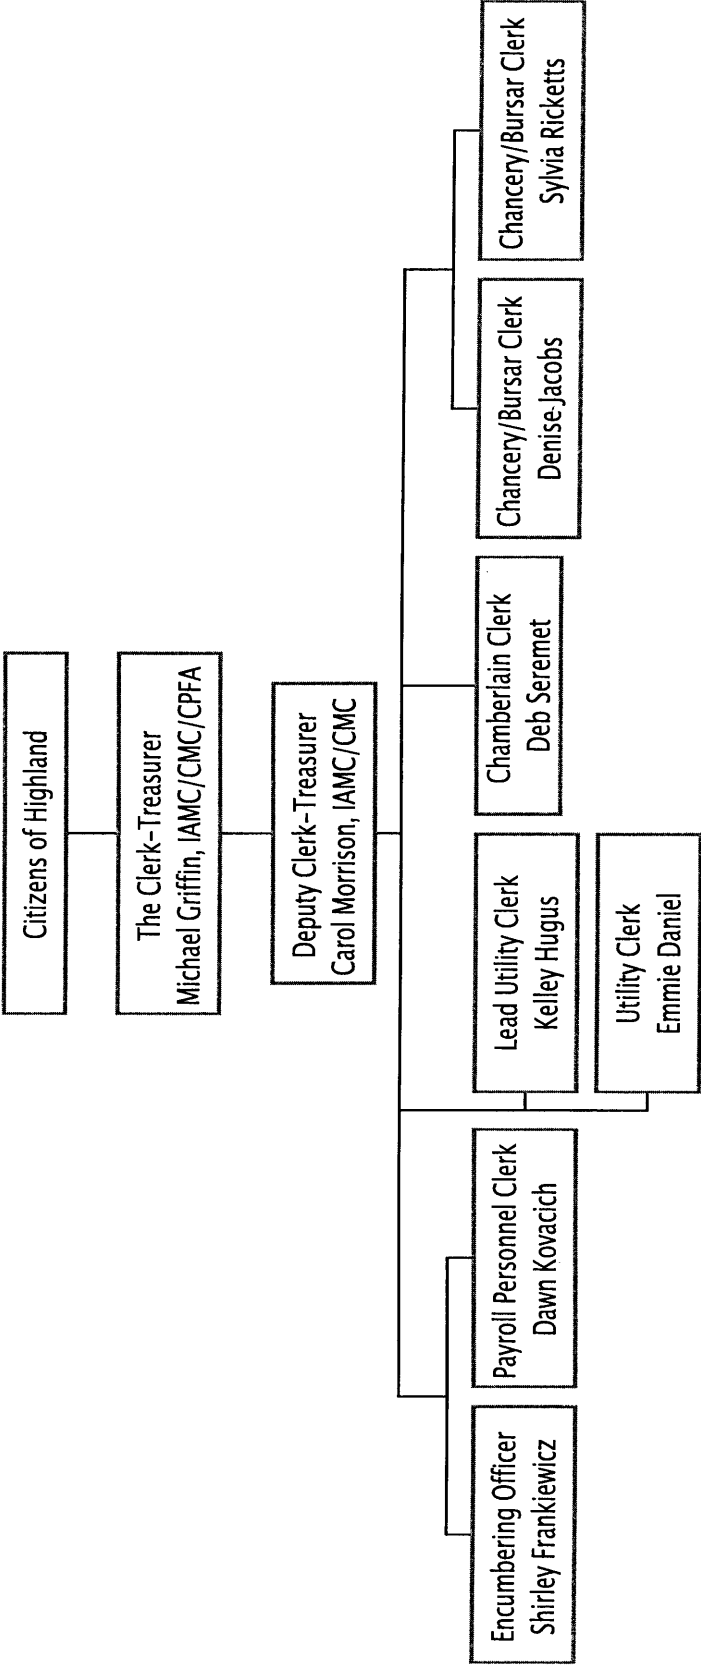 Citizens of Highland
The Clerk-Treasurer
Michael Griffin, IAMC/CMC/CPFA
Deputy Clerk-Treasurer
Carol Morrison, IAMC/CMC
Encumbering Officer
Shirley Frankiewicz
Payroll Personnel Clerk
Dawn Kovacich
Lead Utility Clerk
Kelley Hugus
Utility Clerk
Emmie Daniel
Chamberlain Clerk
Deb Seremet
Chancery/Bursar Clerk
Denise-Jacobs
Chancery/Bursar Clerk
Sylvia Ricketts